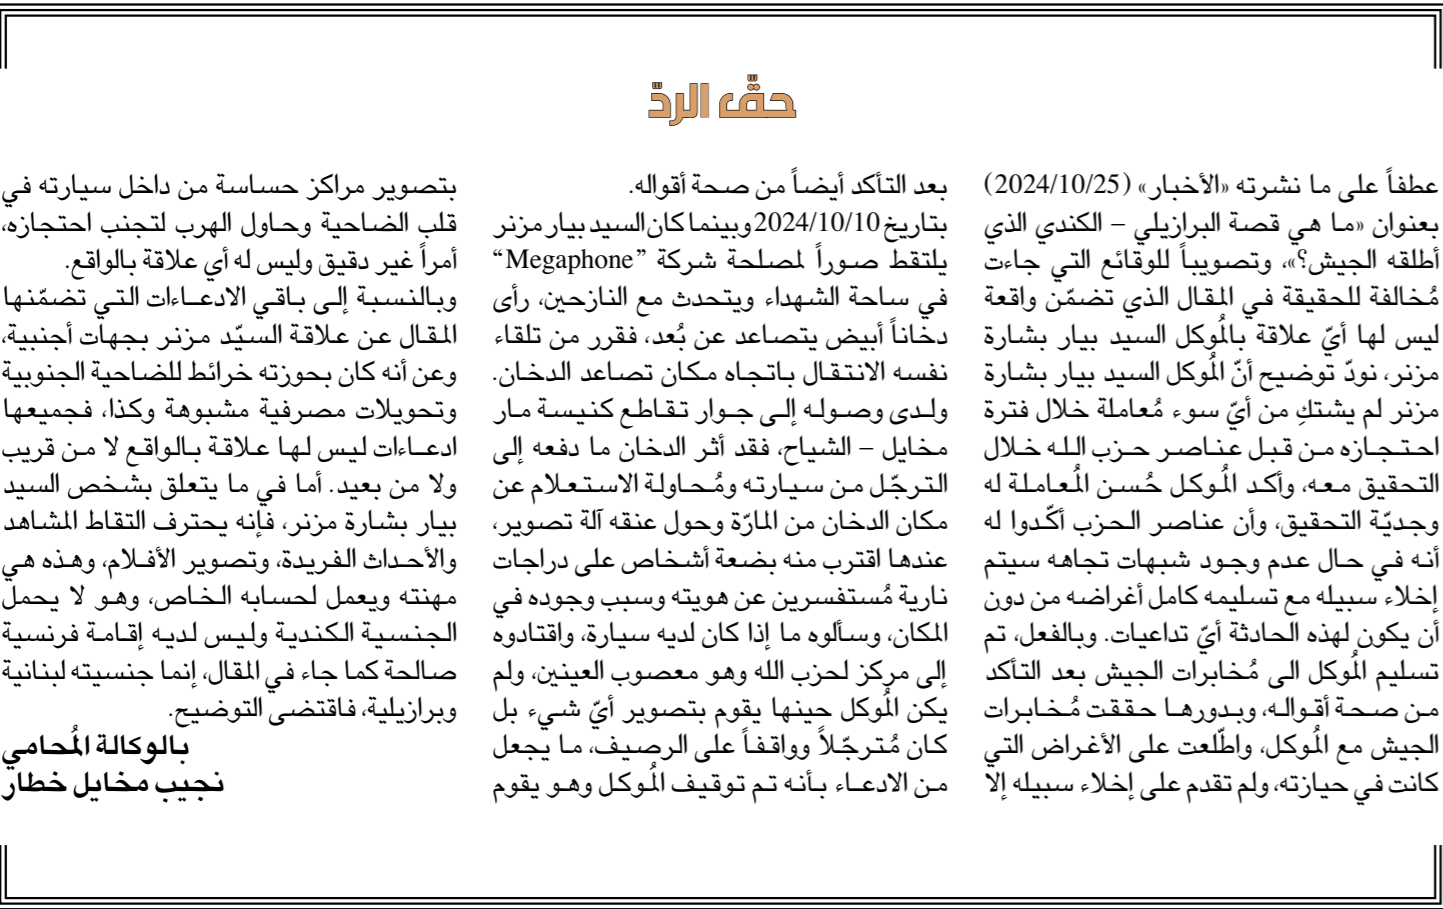 حقّ الردّ
عطفاً على ما نشرته «الأخبار» (2024/10/25)
بعنوان «ما هي قصة البرازيلي – الكندي الذي
أطلقه الجيش؟»، وتصويباً للوقائع التي جاءت
مُخالفة للحقيقة في المقال الذي تضمّن واقعة
ليس لها أيّ علاقة بالمُوكل السيد بيار بشارة
مزنر، نودّ توضيح أنّ المُوكل السيد بيار بشارة
مزنر لم يشتكِ من أيّ سوء مُعاملة خلال فترة
احتجازه من قبل عناصر حزب الله خلال
التحقيق معه، وأكد المُوكل حُسن المُعاملة له
وجديّة التحقيق، وأن عناصر الحزب أكّدوا له
أنه في حال عدم وجود شبهات تجاهه سيتم
إخلاء سبيله مع تسليمه كامل أغراضه من دون
أن يكون لهذه الحادثة أيّ تداعيات. وبالفعل، تم
تسليم المُوكل الى مُخابرات الجيش بعد التأكد
من صحة أقواله، وبدورها حققت مُخابرات
الجيش مع المُوكل، واطّلعت على الأغراض التي
كانت في حيازته، ولم تقدم على إخلاء سبيله إلا
بعد التأكد أيضاً من صحة أقواله.
بتاريخ 2024/10/10 وبينما كان السيد بيار مزنر
يلتقط صوراً لمصلحة شركة “Megaphone”
في ساحة الشهداء ويتحدث مع النازحين، رأى
دخاناً أبيض يتصاعد عن بُعد، فقرر من تلقاء
نفسه الانتقال باتجاه مكان تصاعد الدخان.
ولدى وصوله إلى جوار تقاطع كنيسة مار
مخايل – الشياح، فقد أثر الدخان ما دفعه إلى
الترجّل من سيارته ومُحاولة الاستعلام عن
مكان الدخان من المارّة وحول عنقه آلة تصوير،
عندها اقترب منه بضعة أشخاص على دراجات
نارية مُستفسرين عن هويته وسبب وجوده في
المكان، وسألوه ما إذا كان لديه سيارة، واقتادوه
إلى مركز لحزب الله وهو معصوب العينين، ولم
يكن المُوكل حينها يقوم بتصوير أيّ شيء بل
كان مُترجّلاً وواقفاً على الرصيف، ما يجعل
من الادعاء بأنه تم توقيف المُوكل وهو يقوم
بتصوير مراكز حساسة من داخل سيارته في
قلب الضاحية وحاول الهرب لتجنب احتجازه،
أمراً غير دقيق وليس له أي علاقة بالواقع.
وبالنسبة إلى باقي الادعاءات التي تضمّنها
المقال عن علاقة السيّد مزنر بجهات أجنبية،
وعن أنه كان بحوزته خرائط للضاحية الجنوبية
وتحويلات مصرفية مشبوهة وكذا، فجميعها
ادعاءات ليس لها علاقة بالواقع لا من قريب
ولا من بعيد. أما في ما يتعلق بشخص السيد
بيار بشارة مزنر، فإنه يحترف التقاط المشاهد
والأحداث الفريدة، وتصوير الأفلام، وهذه هي
مهنته ويعمل لحسابه الخاص، وهو لا يحمل
الجنسية الكندية وليس لديه إقامة فرنسية
صالحة كما جاء في المقال، إنما جنسيته لبنانية
وبرازيلية، فاقتضى التوضيح.
بالوكالة المُحامي
نجيب مخايل خطار